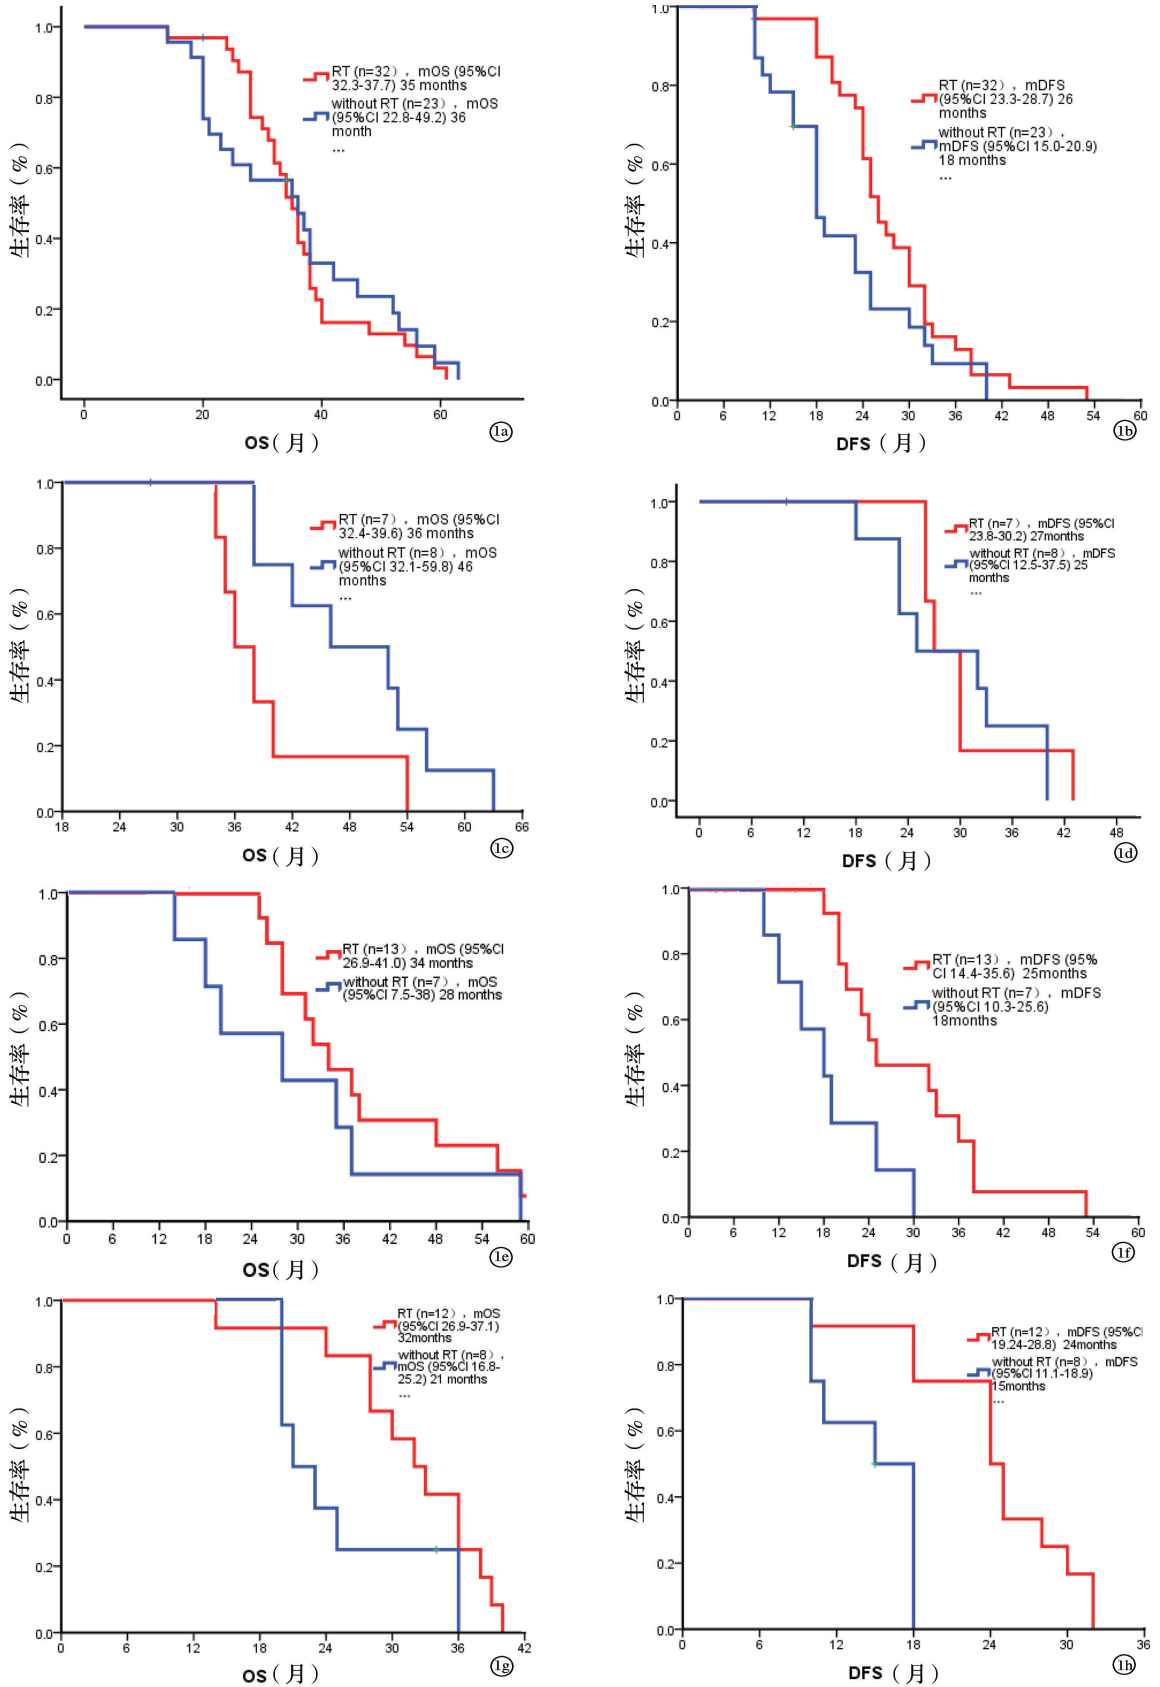 1.0
0.8
0.6
0.4
0.2
0.0
生存率（%）
RT (n=32），mOS (95%CI
32.3-37.7) 35 months
without RT (n=23)，mOS
(95%CI 22.8-49.2) 36
month
...
0 20 40 60
OS（月）
1a
1.0
0.8
0.6
0.4
0.2
0.0
生存率（%）
RT (n=32），mDFS
(95%CI 23.3-28.7) 26
months
without RT (n=23)，
mDFS (95%CI 15.0-20.9)
18 months
...
0 6 12 18 24 30 36 42 48 54 60
DFS（月）
1b
1.0
0.8
0.6
0.4
0.2
0.0
生存率（%）
RT (n=7），mOS (95%CI
32.4-39.6) 36 months
without RT (n=8)，mOS
(95%CI 32.1-59.8) 46
months
...
18 24 30 36 42 48 54 60 66
OS（月）
1c
1.0
0.8
0.6
0.4
0.2
0.0
生存率（%）
RT (n=7），mDFS (95%CI
23.8-30.2) 27months
without RT (n=8)，mDFS
(95%CI 12.5-37.5) 25
months
...
0 6 12 18 24 30 36 42 48
DFS（月）
1d
1.0
0.8
0.6
0.4
0.2
0.0
生存率（%）
RT (n=13），mOS (95%CI
26.9-41.0) 34 months
without RT (n=7)，mOS
(95%CI 7.5-38) 28 months
0 6 12 18 24 30 36 42 48 54 60
OS（月）
1e
1.0
0.8
0.6
0.4
0.2
0.0
生存率（%）
RT (n=13），mDFS (95%
CI 14.4-35.6) 25months
without RT (n=7)，mDFS
(95%CI 10.3-25.6)
18months
0 6 12 18 24 30 36 42 48 54 60
DFS（月）
1f
1.0
0.8
0.6
0.4
0.2
0.0
生存率（%）
RT (n=12)，mOS
(95%CI 26.9-37.1)
32months
without RT (n=8)，
mOS (95%CI 16.8-
25.2) 21 months
...
0 6 12 18 24 30 36 42
OS（月）
1g
1.0
0.8
0.6
0.4
0.2
0.0
生存率（%）
RT (n=12)，mDFS (95%CI
19.24-28.8) 24months
without RT (n=8)，mDFS
(95%CI 11.1-18.9)
15months
...
0 6 12 18 24 30 36
DFS（月）
1h